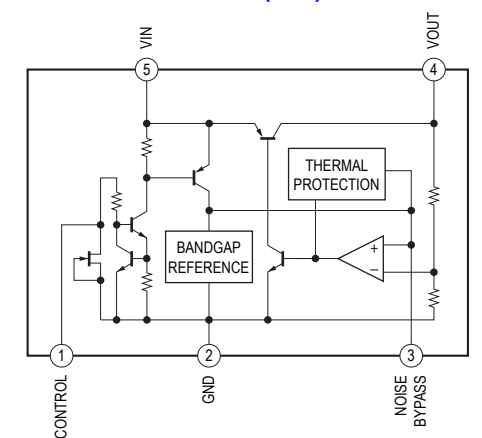 VIN
VOUT
5
4
THERMAL
PROTECTION
BANDGAP
REFERENCE
+
−
1
2
3
CONTROL
GND
NOISE
BYPASS